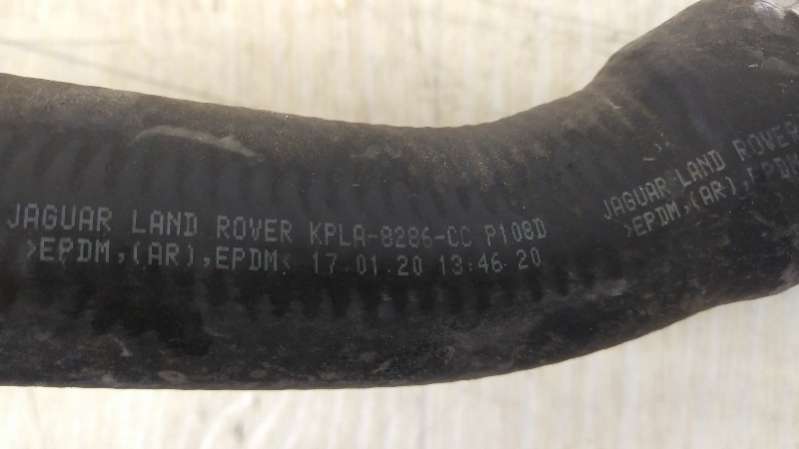 JAGUAR LAND ROVER KPLA-8286-CC P108D
>EPDM,(AR),EPDM< 17.01.20 13:46 20
JAGUAR LAND ROVER
>EPDM,(AR),EPDM